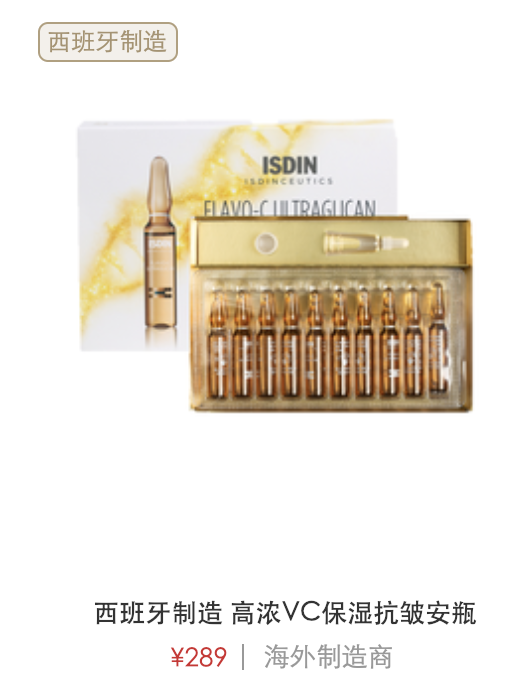 西班牙制造
ISDIN
ISDINCEUTICS
FLAVO-C ULTRAGLICAN
ISDIN
西班牙制造 高浓VC保湿抗皱安瓶
¥289 | 海外制造商